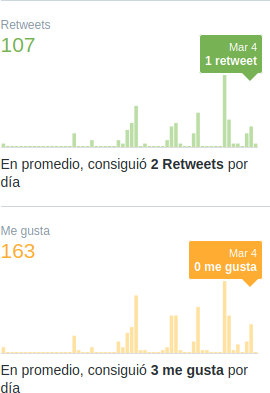 Retweets
107
Mar 4
1 retweet
En promedio, consiguió 2 Retweets por
día
Me gusta
163
Mar 4
0 me gusta
En promedio, consiguió 3 me gusta por
día